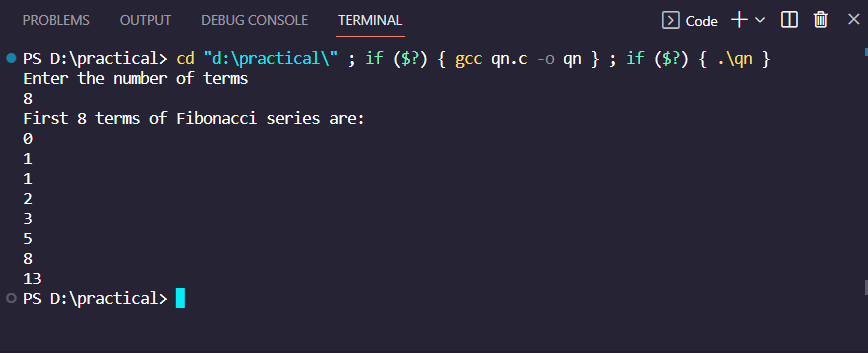 PROBLEMS OUTPUT DEBUG CONSOLE TERMINAL Code
PS D:\practical> cd "d:\practical\" ; if ($?) { gcc qn.c -o qn } ; if ($?) { .\qn }
Enter the number of terms
8
First 8 terms of Fibonacci series are:
0
1
1
2
3
5
8
13
PS D:\practical>